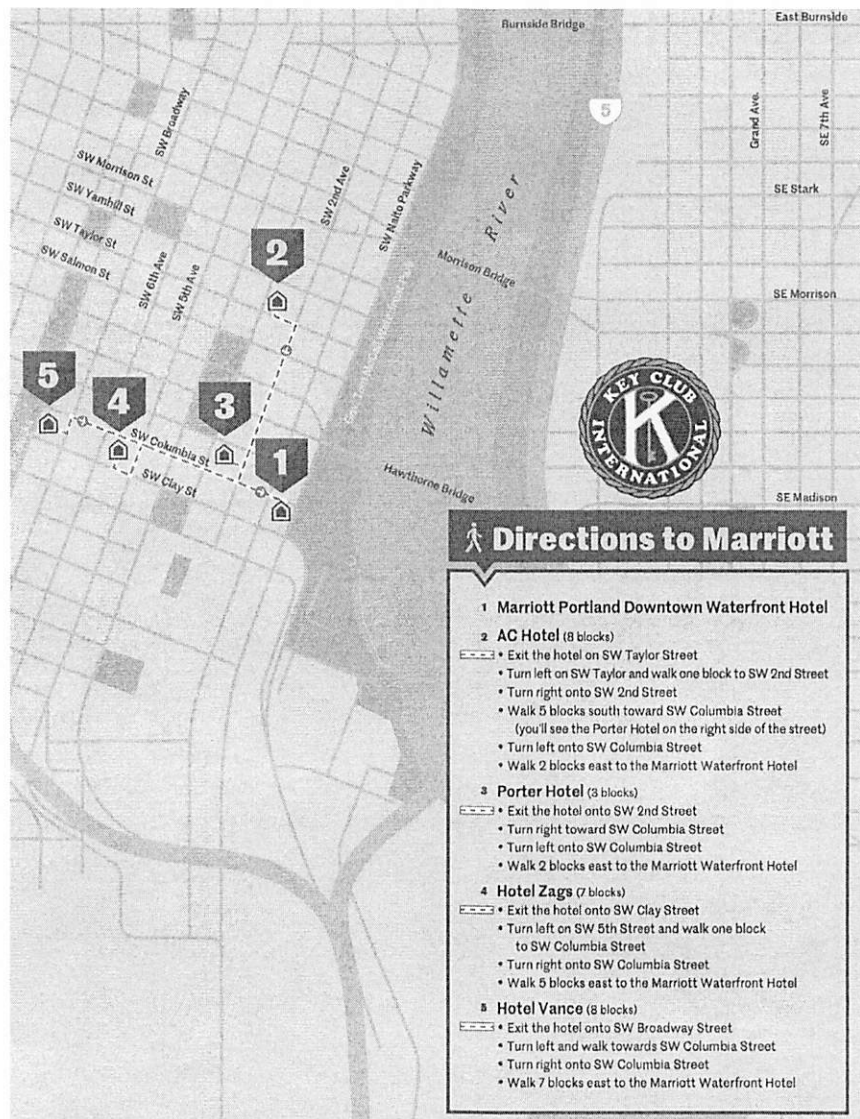 Burnside Bridge
East Burnside
5
Grand Ave.
SE 7th Ave
SW Broadway
SW Morrison St
SW Yamhill St
SW Taylor St
SW Salmon St
SW 6th Ave
SW 5th Ave
SW 2nd Ave
SW Naito Parkway
SE Stark
Willamette River
Morrison Bridge
SE Morrison
2
5
4
3
1
SW Columbia St
SW Clay St
Hawthorne Bridge
KEY CLUB
K
INTERNATIONAL
SE Madison
Directions to Marriott
1 Marriott Portland Downtown Waterfront Hotel
2 AC Hotel (8 blocks)
• Exit the hotel on SW Taylor Street
• Turn left on SW Taylor and walk one block to SW 2nd Street
• Turn right onto SW 2nd Street
• Walk 5 blocks south toward SW Columbia Street
(you'll see the Porter Hotel on the right side of the street)
• Turn left onto SW Columbia Street
• Walk 2 blocks east to the Marriott Waterfront Hotel
3 Porter Hotel (3 blocks)
• Exit the hotel onto SW 2nd Street
• Turn right toward SW Columbia Street
• Turn left onto SW Columbia Street
• Walk 2 blocks east to the Marriott Waterfront Hotel
4 Hotel Zags (7 blocks)
• Exit the hotel onto SW Clay Street
• Turn left on SW 5th Street and walk one block
to SW Columbia Street
• Turn right onto SW Columbia Street
• Walk 5 blocks east to the Marriott Waterfront Hotel
5 Hotel Vance (8 blocks)
• Exit the hotel onto SW Broadway Street
• Turn left and walk towards SW Columbia Street
• Turn right onto SW Columbia Street
• Walk 7 blocks east to the Marriott Waterfront Hotel